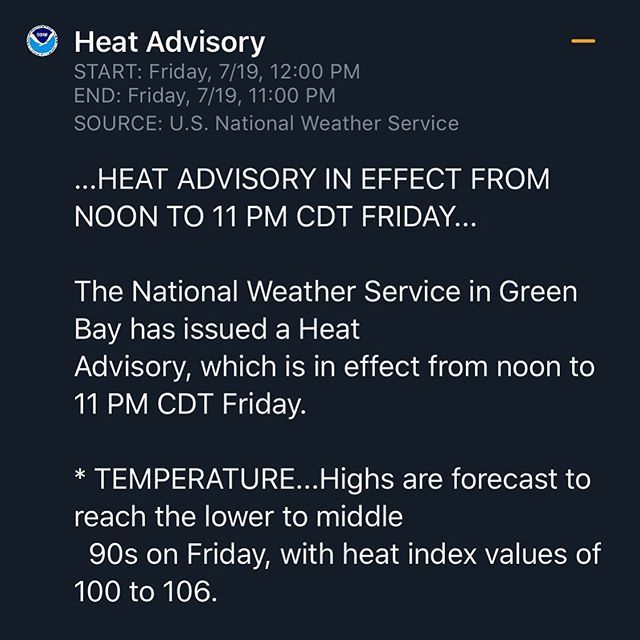 Heat Advisory
START: Friday, 7/19, 12:00 PM
END: Friday, 7/19, 11:00 PM
SOURCE: U.S. National Weather Service
...HEAT ADVISORY IN EFFECT FROM
NOON TO 11 PM CDT FRIDAY...
The National Weather Service in Green
Bay has issued a Heat
Advisory, which is in effect from noon to
11 PM CDT Friday.
* TEMPERATURE...Highs are forecast to
reach the lower to middle
90s on Friday, with heat index values of
100 to 106.